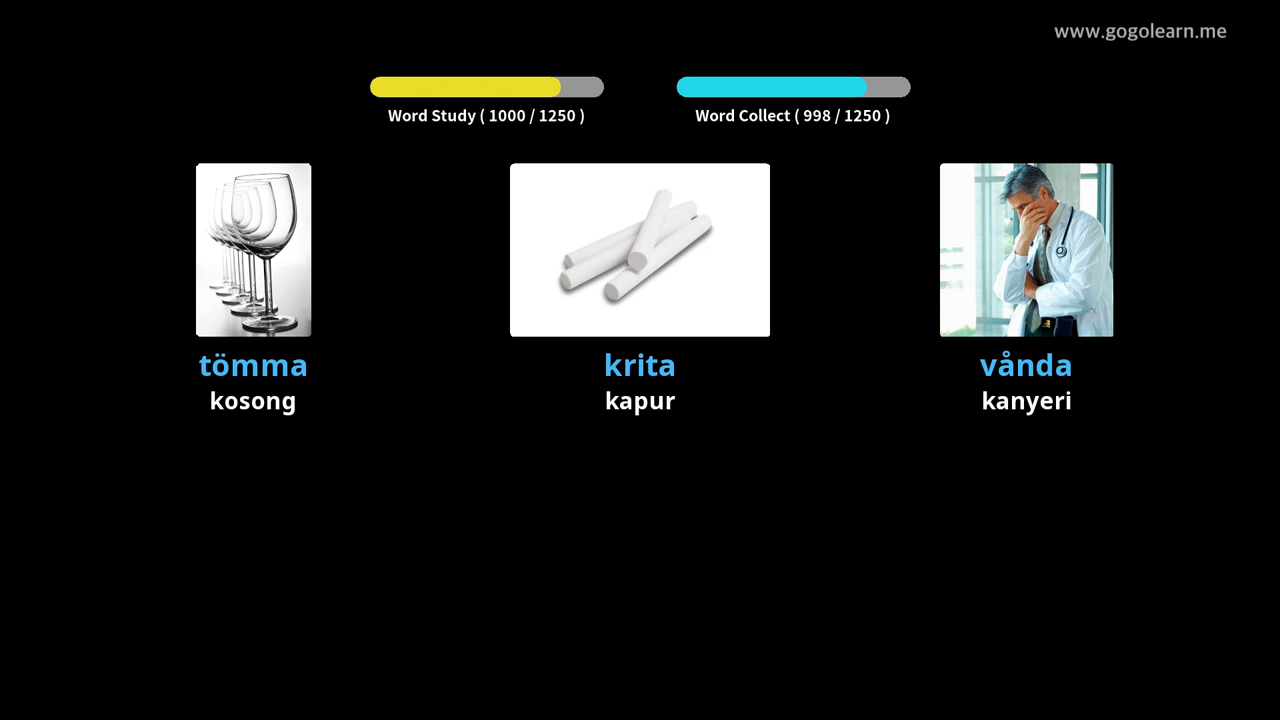 www.gogolearn.me
Word Study ( 1000 / 1250 )
Word Collect ( 998 / 1250 )
tömma
kosong
krita
kapur
vånda
kanyeri